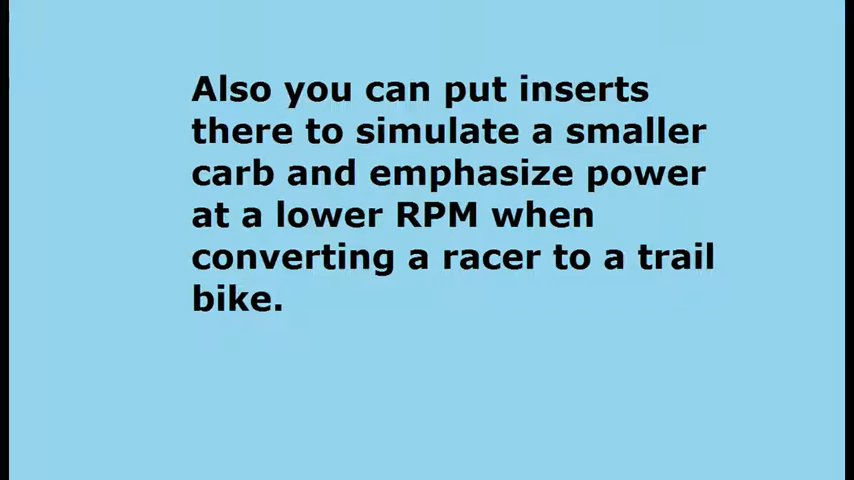 Also you can put inserts
there to simulate a smaller
carb and emphasize power
at a lower RPM when
converting a racer to a trail
bike.